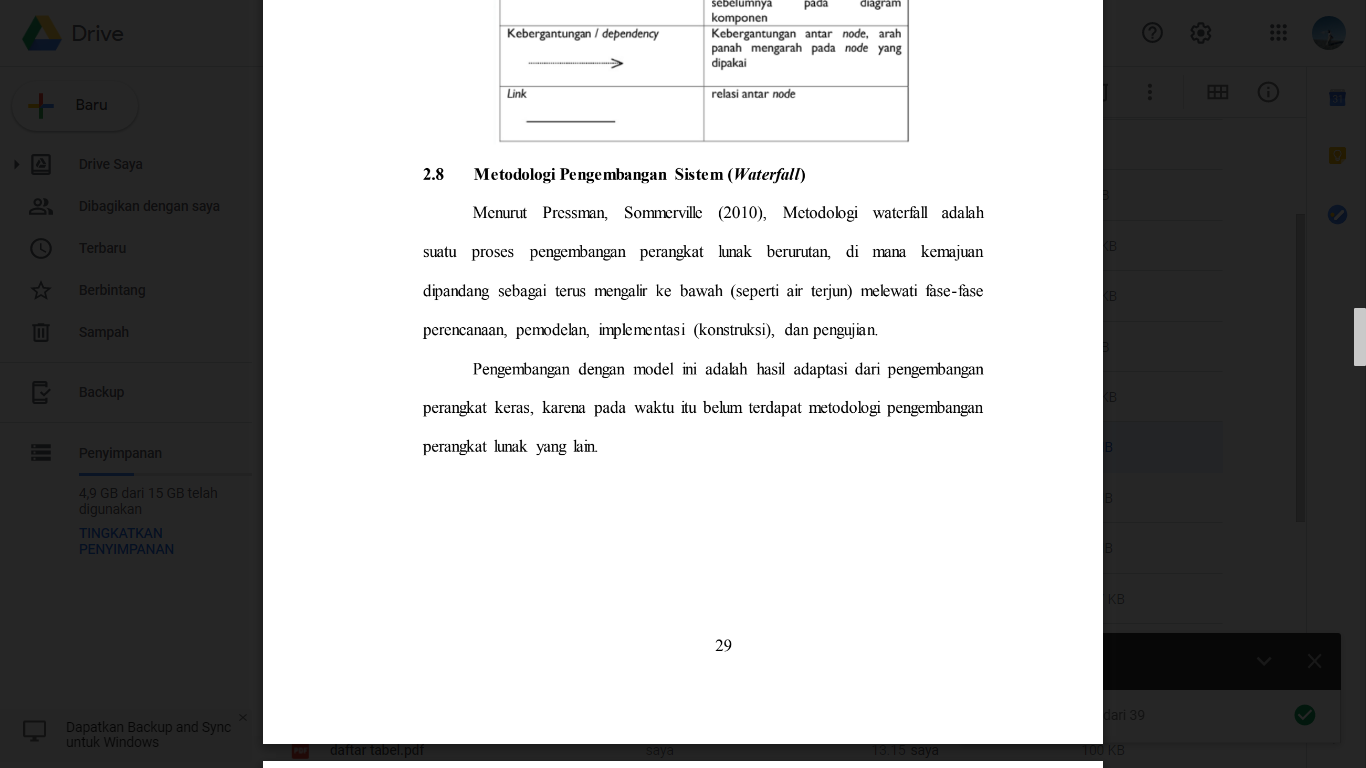 Drive
Baru
Drive Saya
Dibagikan dengan saya
Terbaru
Berbintang
Sampah
Backup
Penyimpanan
4,9 GB dari 15 GB telah
digunakan
TINGKATKAN
PENYIMPANAN
Dapatkan Backup and Sync
untuk Windows
sebelumnya pada diagram
komponen
Kebergantungan / dependency
Kebergantungan antar node, arah
panah mengarah pada node yang
dipakai
Link
relasi antar node
2.8 Metodologi Pengembangan Sistem (Waterfall)
Menurut Pressman, Sommerville (2010), Metodologi waterfall adalah
suatu proses pengembangan perangkat lunak berurutan, di mana kemajuan
dipandang sebagai terus mengalir ke bawah (seperti air terjun) melewati fase-fase
perencanaan, pemodelan, implementasi (konstruksi), dan pengujian.
Pengembangan dengan model ini adalah hasil adaptasi dari pengembangan
perangkat keras, karena pada waktu itu belum terdapat metodologi pengembangan
perangkat lunak yang lain.
29
KB
KB
KB
dari 39
daftar tabel.pdf saya 13.15 saya 100 KB